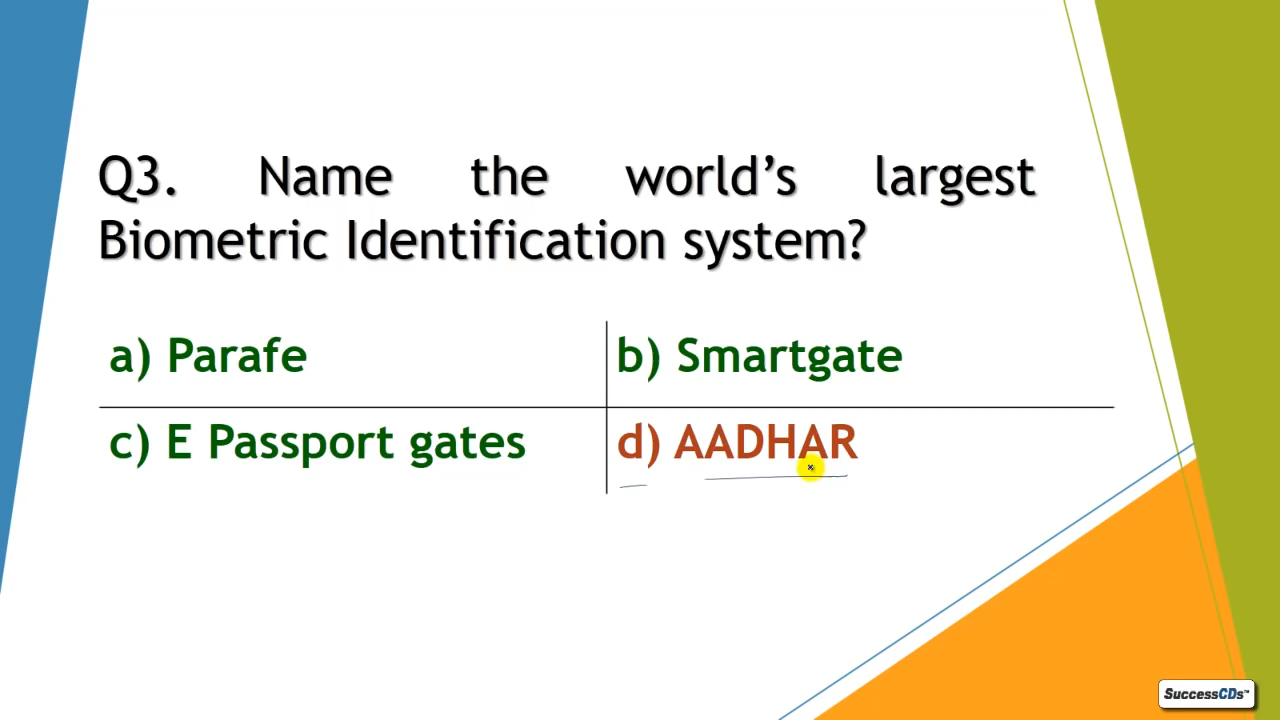 Q3. Name the world’s largest
Biometric Identification system?
a) Parafe
b) Smartgate
c) E Passport gates
d) AADHAR
SuccessCDs™